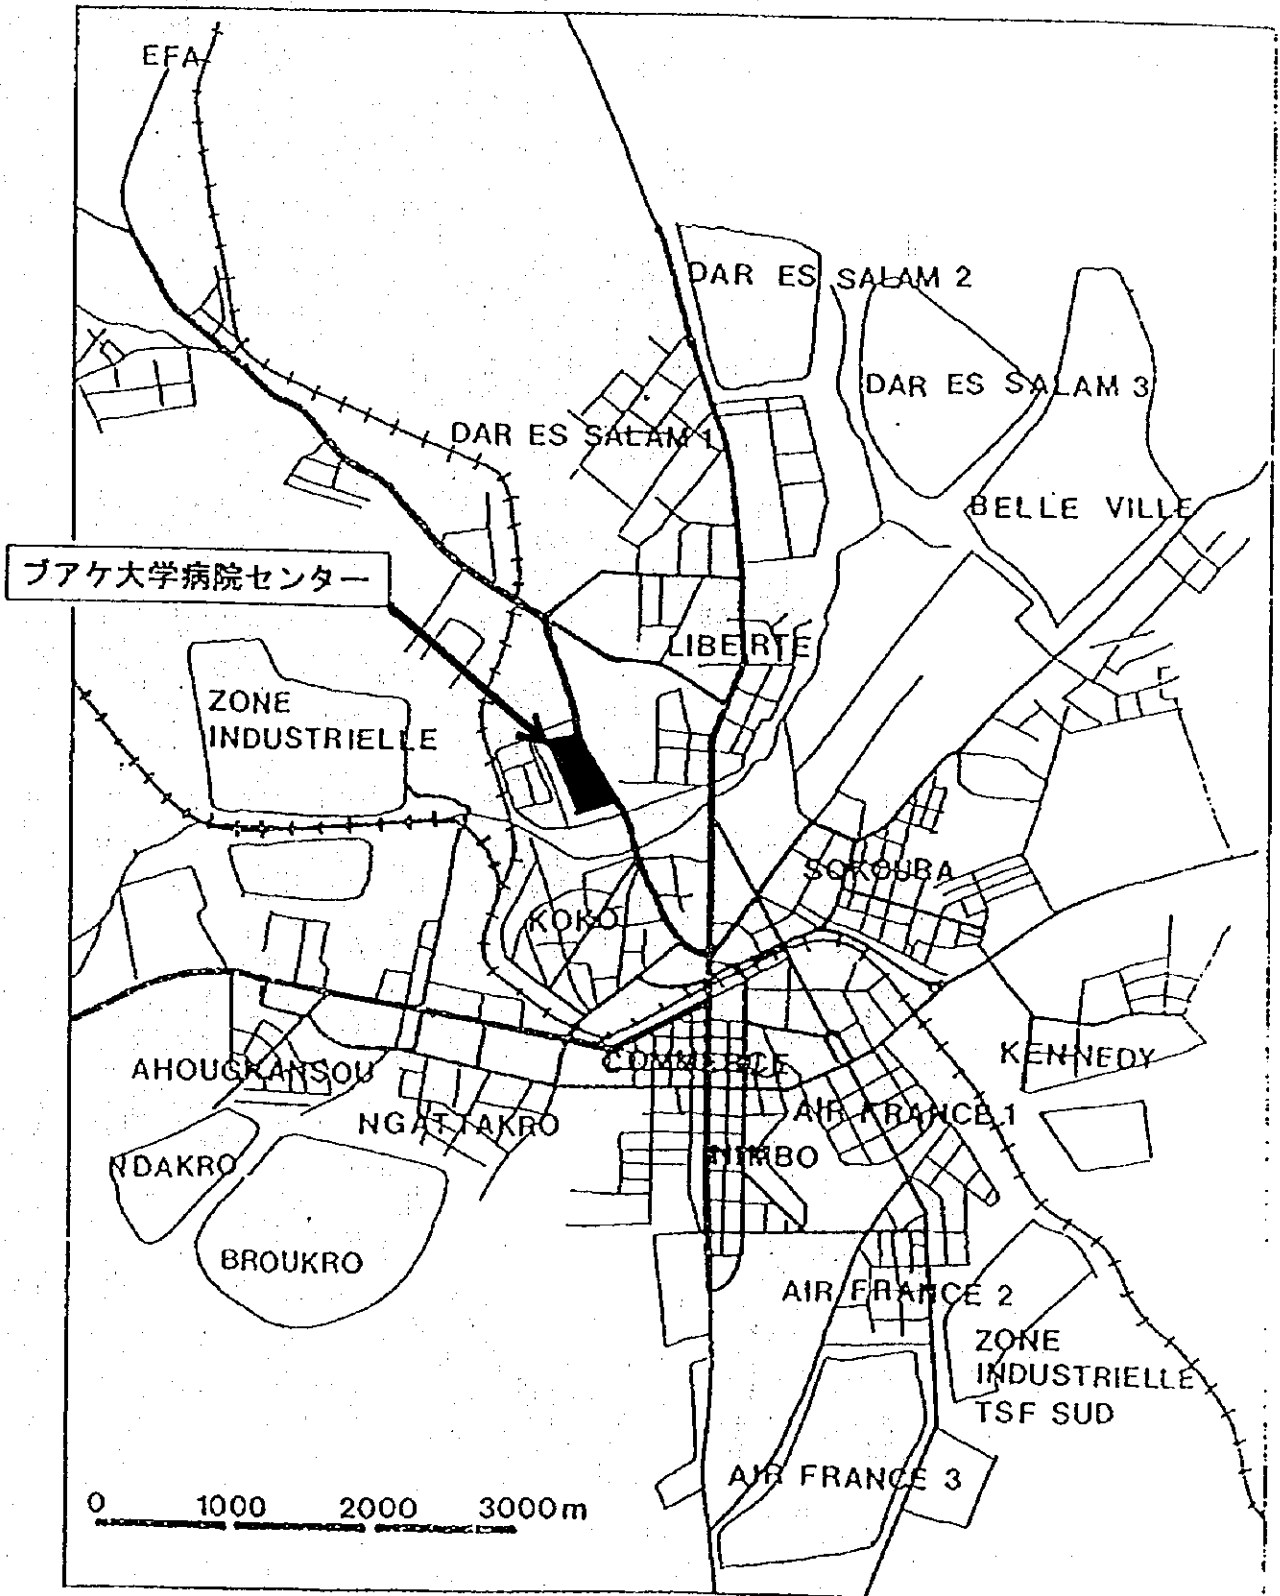 EFA
DAR ES SALAM 2
DAR ES SALAM 3
DAR ES SALAM 1
BELLE VILLE
ブアケ大学病院センター
LIBERTE
ZONE
INDUSTRIELLE
SOKOURA
KOKO
COMMERCE
KENNEDY
AHOUGNANSOU
NGATTAKRO
AIR FRANCE 1
NDAKRO
NIMBO
BROUKRO
AIR FRANCE 2
ZONE
INDUSTRIELLE
TSF SUD
AIR FRANCE 3
0 1000 2000 3000m